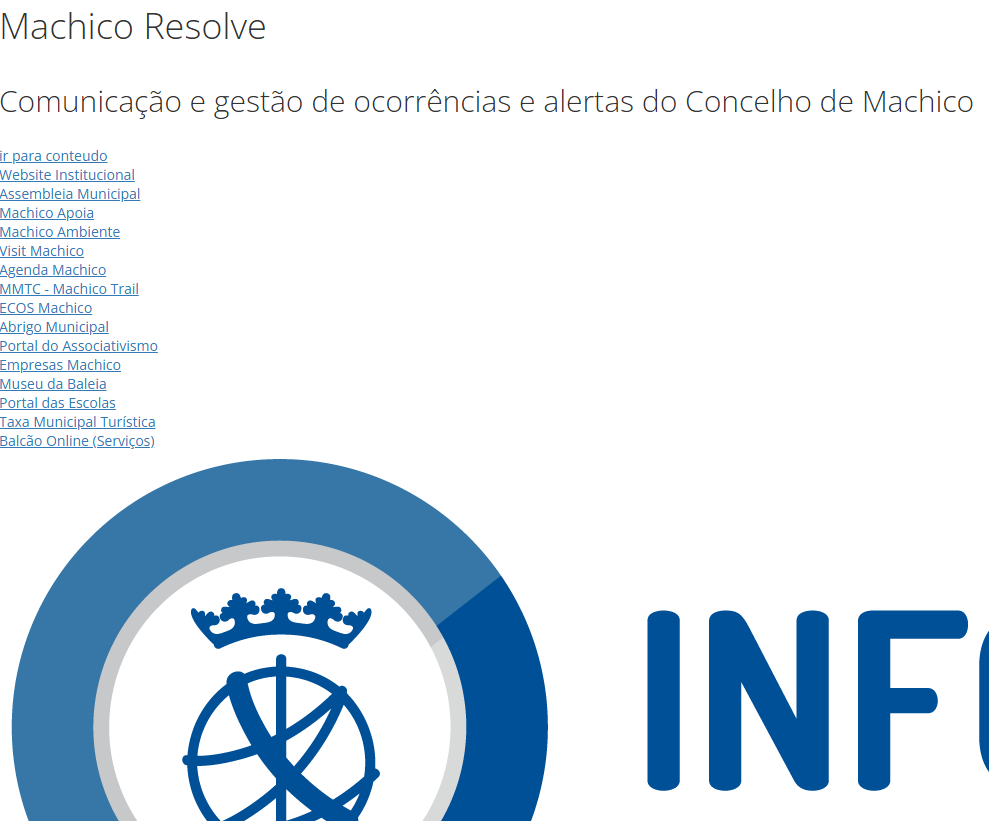 Machico Resolve
Comunicação e gestão de ocorrências e alertas do Concelho de Machico
ir para conteudo
Website Institucional
Assembleia Municipal
Machico Apoia
Machico Ambiente
Visit Machico
Agenda Machico
MMTC - Machico Trail
ECOS Machico
Abrigo Municipal
Portal do Associativismo
Empresas Machico
Museu da Baleia
Portal das Escolas
Taxa Municipal Turística
Balcão Online (Serviços)
INF